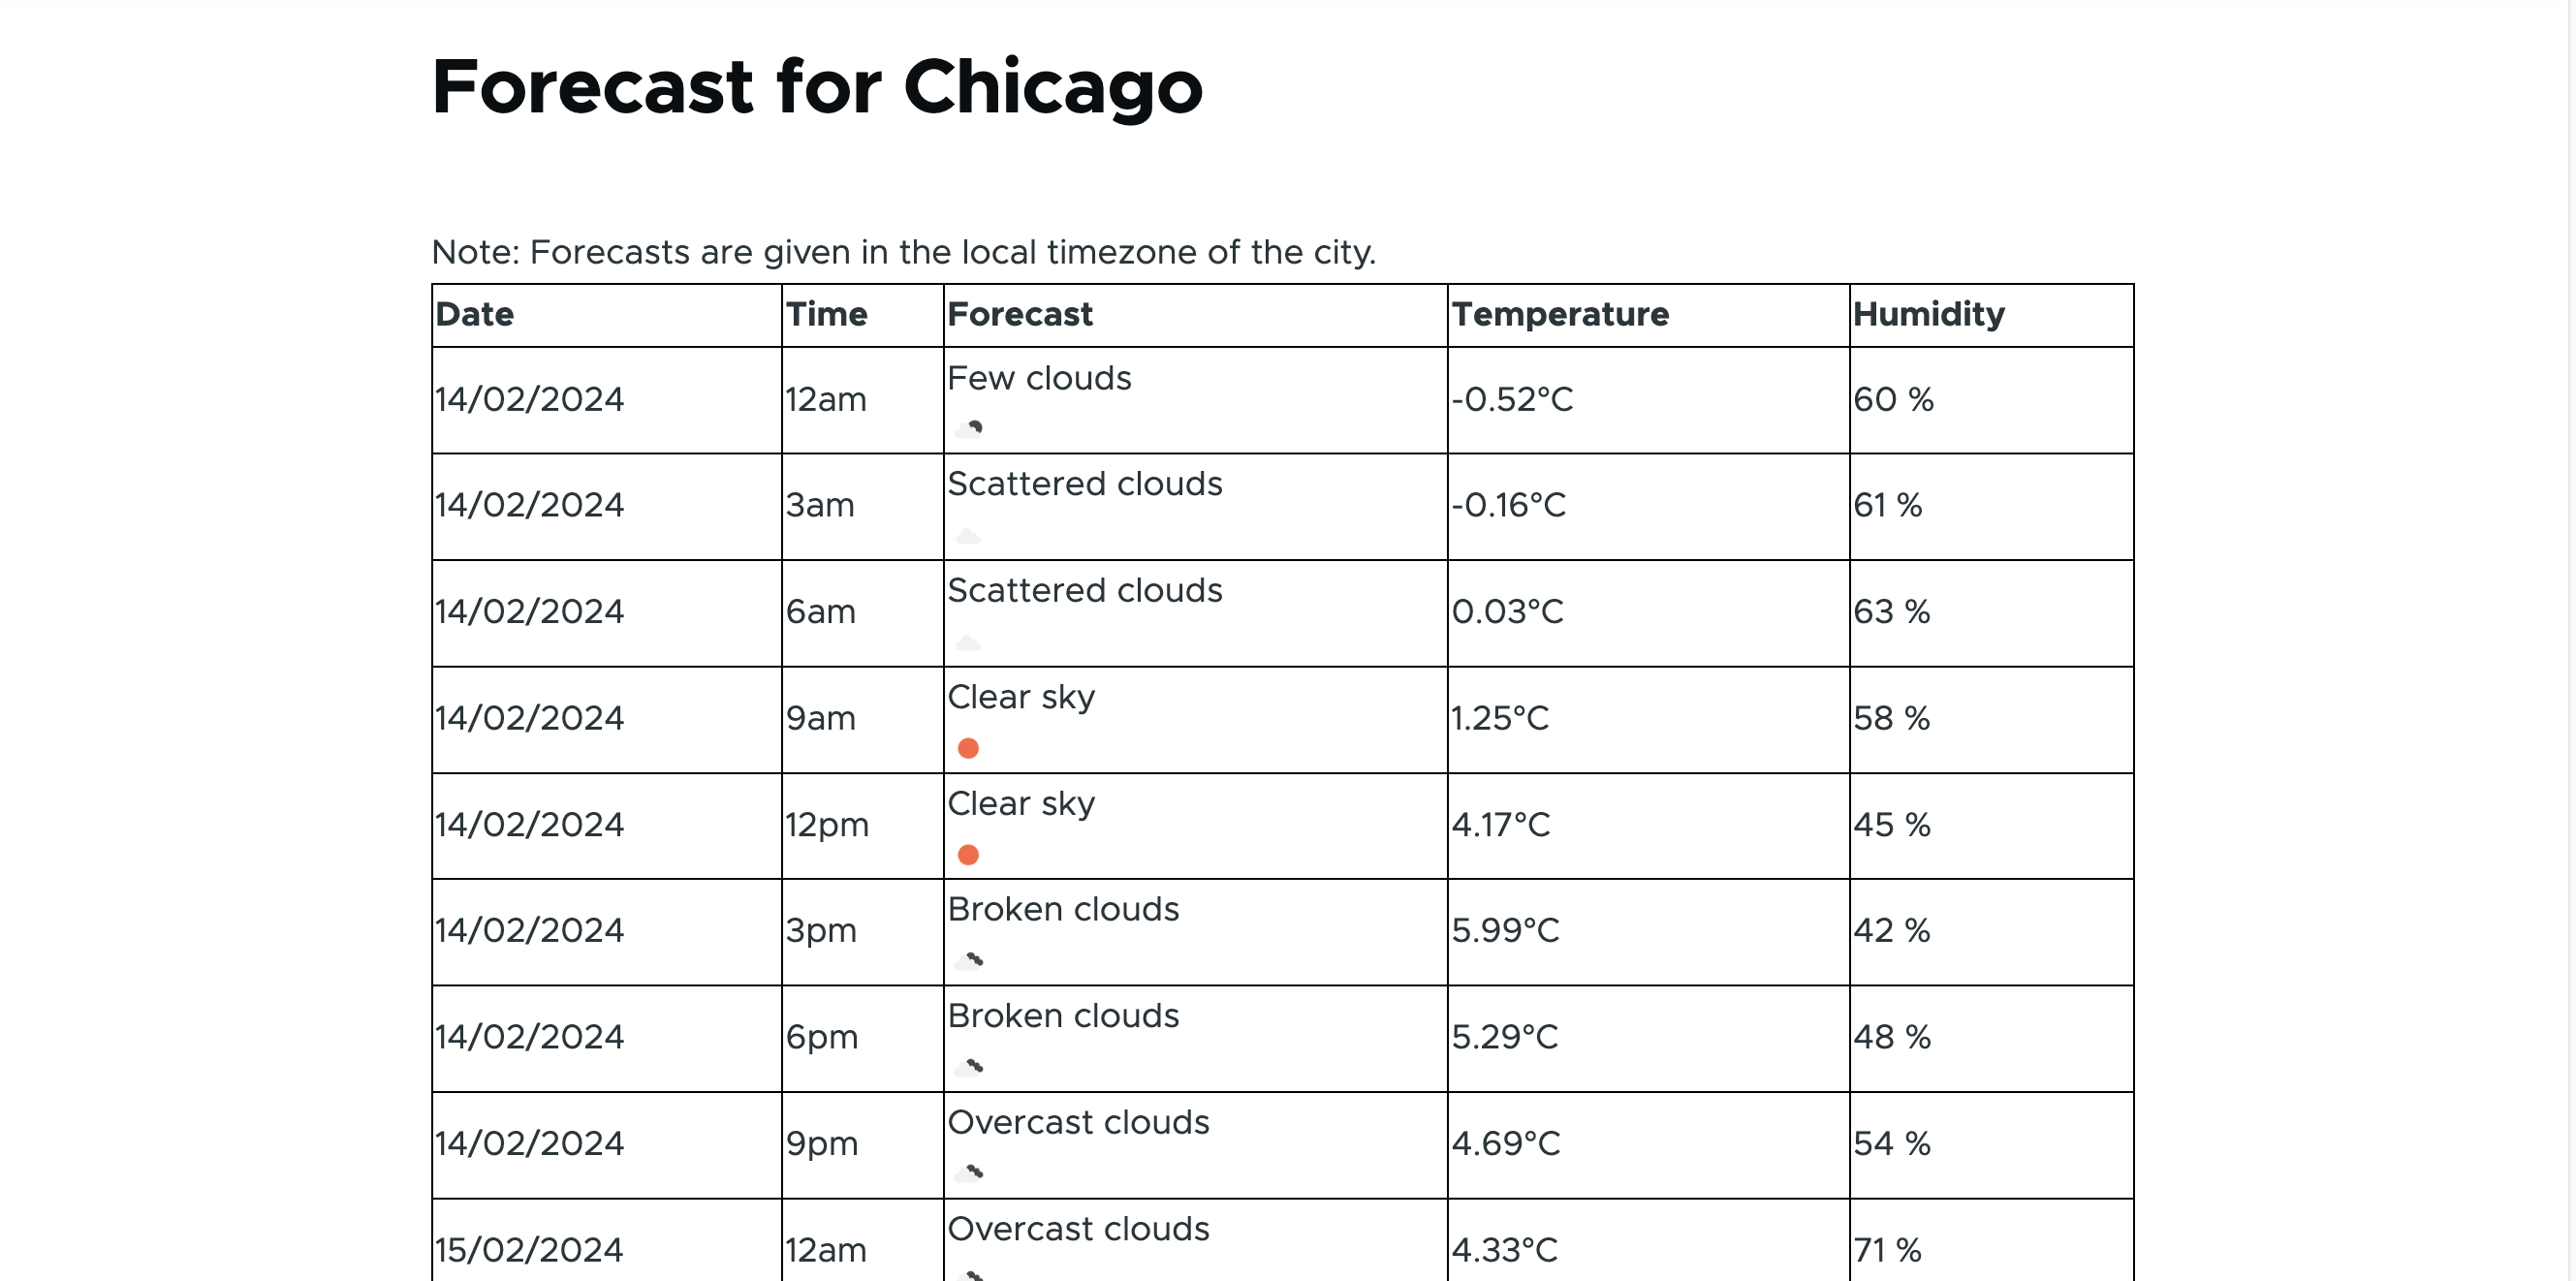 Forecast for Chicago
Note: Forecasts are given in the local timezone of the city.
Date Time Forecast Temperature Humidity
14/02/2024 12am Few clouds -0.52°C 60 %
14/02/2024 3am Scattered clouds -0.16°C 61 %
14/02/2024 6am Scattered clouds 0.03°C 63 %
14/02/2024 9am Clear sky 1.25°C 58 %
14/02/2024 12pm Clear sky 4.17°C 45 %
14/02/2024 3pm Broken clouds 5.99°C 42 %
14/02/2024 6pm Broken clouds 5.29°C 48 %
14/02/2024 9pm Overcast clouds 4.69°C 54 %
15/02/2024 12am Overcast clouds 4.33°C 71 %